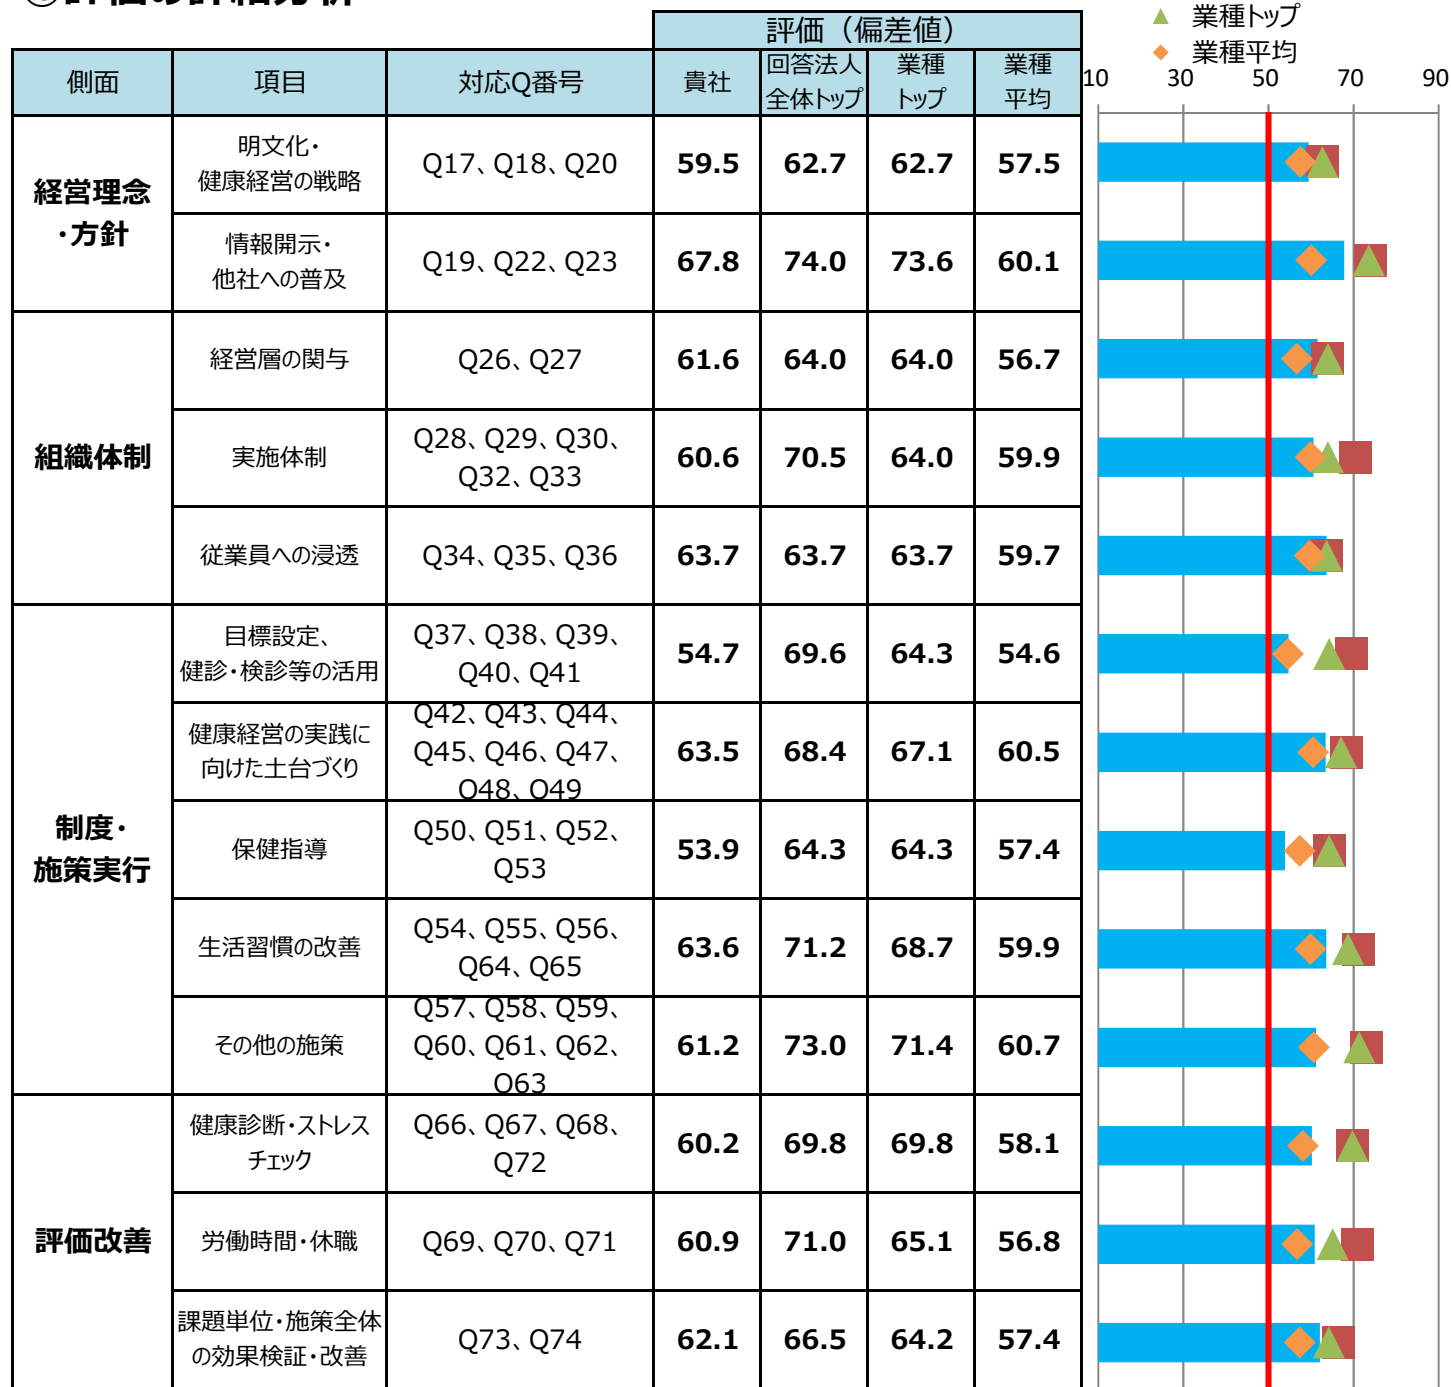 評価（偏差値）
▲ 業種トップ
◆ 業種平均
側面 項目 対応Q番号 貴社 回答法人 業種 業種
全体トップ トップ 平均
10 30 50 70 90
経営理念
・方針
明文化・
健康経営の戦略
Q17、Q18、Q20 59.5 62.7 62.7 57.5
情報開示・
他社への普及
Q19、Q22、Q23 67.8 74.0 73.6 60.1
組織体制
経営層の関与 Q26、Q27 61.6 64.0 64.0 56.7
実施体制
Q28、Q29、Q30、
Q32、Q33
60.6 70.5 64.0 59.9
従業員への浸透 Q34、Q35、Q36 63.7 63.7 63.7 59.7
制度・
施策実行
目標設定、
健診・検診等の活用
Q37、Q38、Q39、
Q40、Q41
54.7 69.6 64.3 54.6
健康経営の実践に
向けた土台づくり
Q42、Q43、Q44、
Q45、Q46、Q47、
Q48、Q49
63.5 68.4 67.1 60.5
保健指導
Q50、Q51、Q52、
Q53
53.9 64.3 64.3 57.4
生活習慣の改善
Q54、Q55、Q56、
Q64、Q65
63.6 71.2 68.7 59.9
その他の施策
Q57、Q58、Q59、
Q60、Q61、Q62、
Q63
61.2 73.0 71.4 60.7
評価改善
健康診断・ストレス
チェック
Q66、Q67、Q68、
Q72
60.2 69.8 69.8 58.1
労働時間・休職 Q69、Q70、Q71 60.9 71.0 65.1 56.8
課題単位・施策全体
の効果検証・改善
Q73、Q74 62.1 66.5 64.2 57.4